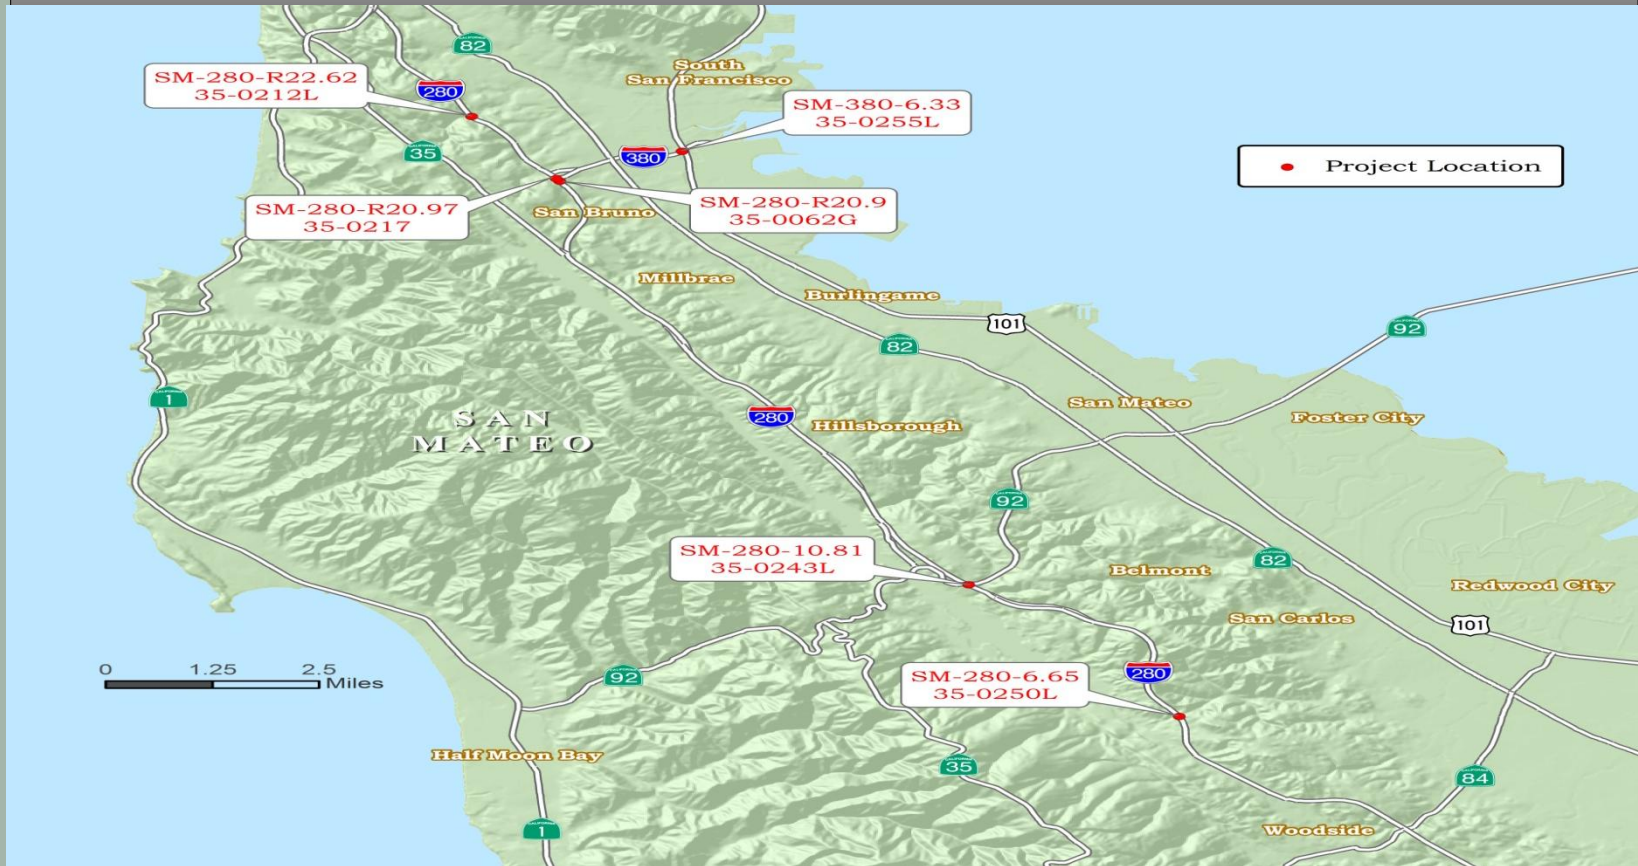 82
South
San Francisco
SM-280-R22.62
35-0212L
280
SM-380-6.33
35-0255L
35
380
Project Location
SM-280-R20.97
35-0217
San Bruno
SM-280-R20.9
35-0062G
Millbrae
Burlingame
101
82
92
1
SAN
MATEO
280
Hillsborough
San Mateo
Foster City
92
SM-280-10.81
35-0243L
Belmont
82
Redwood City
San Carlos
101
0 1.25 2.5
Miles
92
SM-280-6.65
35-0250L
280
Half Moon Bay
35
84
1
Woodside